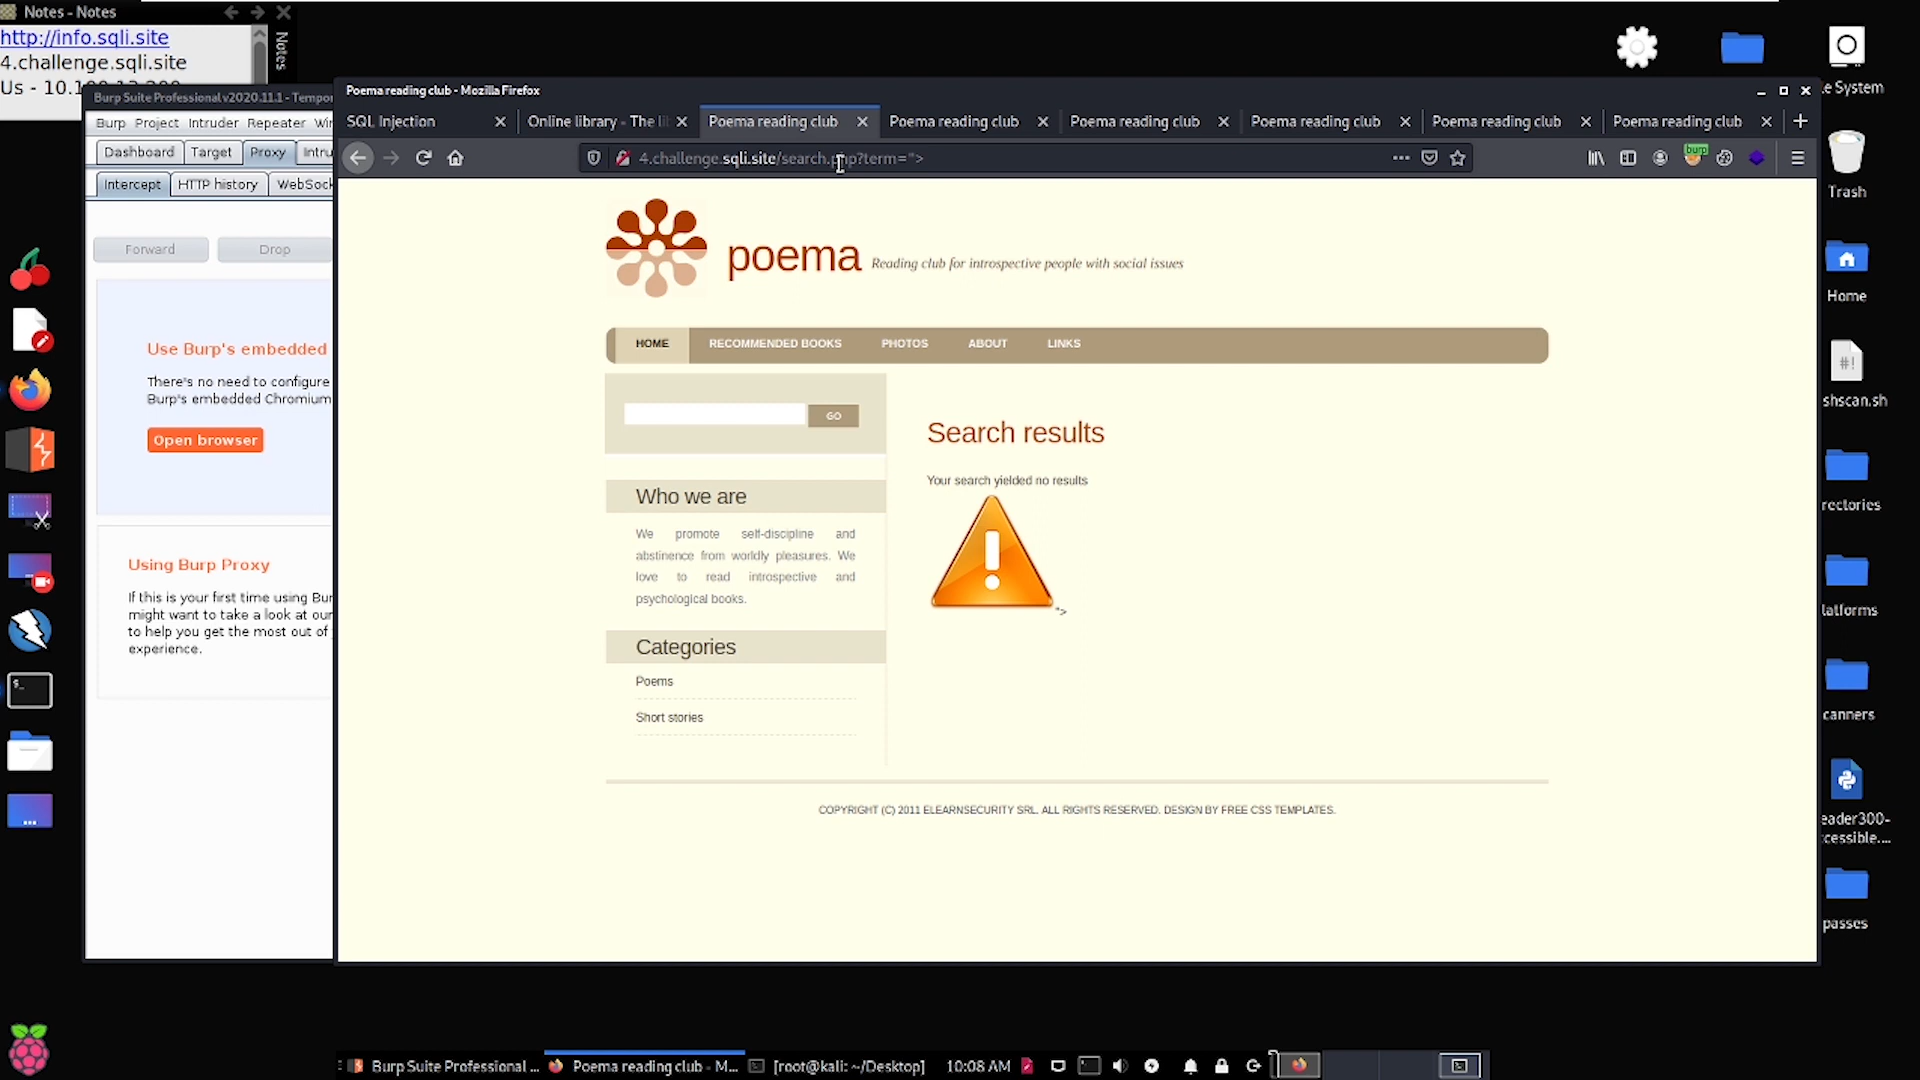 Notes - Notes
http://info.sqli.site
4.challenge.sqli.site
Notes
Burp Suite Professional v2020.11.1 - Tempor
Burp Project Intruder Repeater Wir
Dashboard Target Proxy Intru
Intercept HTTP history WebSock
Forward Drop
Use Burp's embedded
There's no need to configure
Burp's embedded Chromium
Open browser
Using Burp Proxy
If this is your first time using Bur
might want to take a look at our
to help you get the most out of
experience.
Poema reading club - Mozilla Firefox
SQL Injection Online library - The lib Poema reading club Poema reading club Poema reading club Poema reading club Poema reading club Poema reading club
4.challenge.sqli.site/search.php?term=">
burp
poema Reading club for introspective people with social issues
HOME RECOMMENDED BOOKS PHOTOS ABOUT LINKS
GO
Search results
Your search yielded no results
">
Who we are
We promote self-discipline and
abstinence from worldly pleasures. We
love to read introspective and
psychological books.
Categories
Poems
Short stories
COPYRIGHT (C) 2011 ELEARNSECURITY SRL. ALL RIGHTS RESERVED. DESIGN BY FREE CSS TEMPLATES.
e System
Trash
Home
#!
shscan.sh
rectories
latforms
canners
eader300-
ccessible....
passes
Burp Suite Professional ... Poema reading club - M... [root@kali: ~/Desktop] 10:08 AM